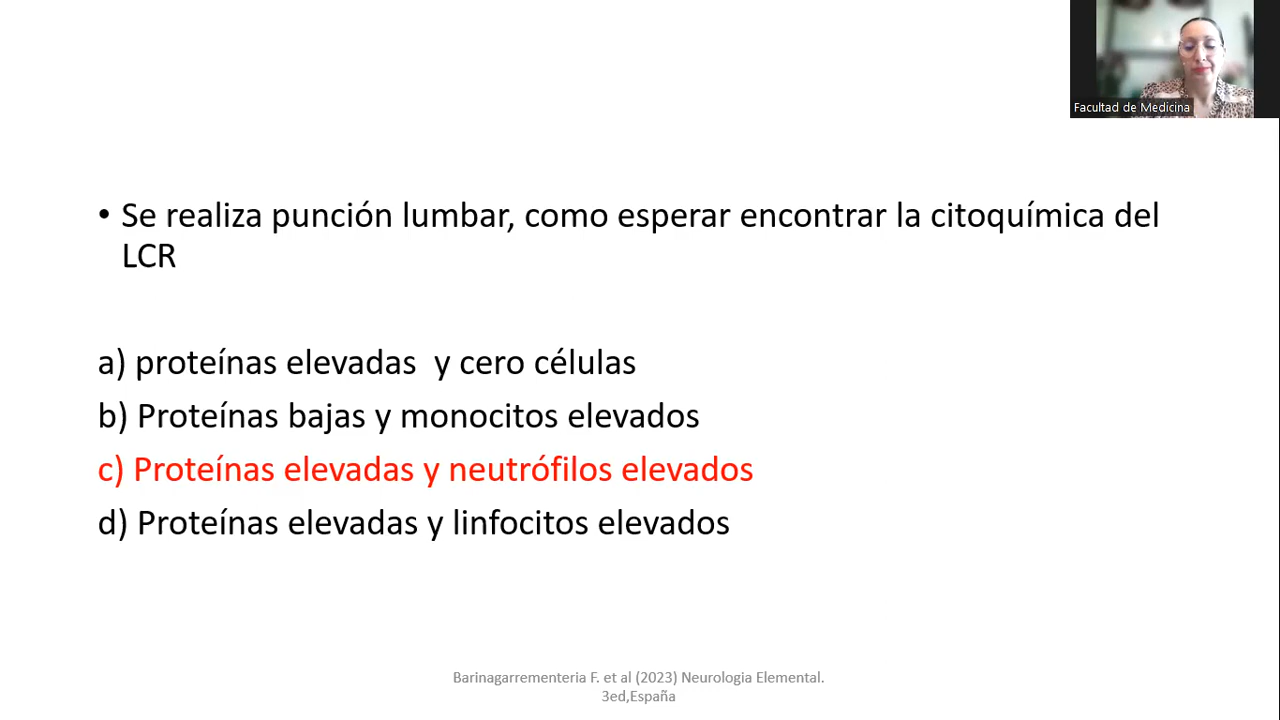 Facultad de Medicina
• Se realiza punción lumbar, como esperar encontrar la citoquímica del
LCR
a) proteínas elevadas  y cero células
b) Proteínas bajas y monocitos elevados
c) Proteínas elevadas y neutrófilos elevados
d) Proteínas elevadas y linfocitos elevados
Barinagarrementeria F. et al (2023) Neurologia Elemental.
3ed,España